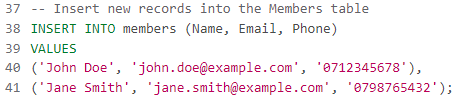 37 -- Insert new records into the Members table
38 INSERT INTO members (Name, Email, Phone)
39 VALUES
40 ('John Doe', 'john.doe@example.com', '0712345678'),
41 ('Jane Smith', 'jane.smith@example.com', '0798765432');